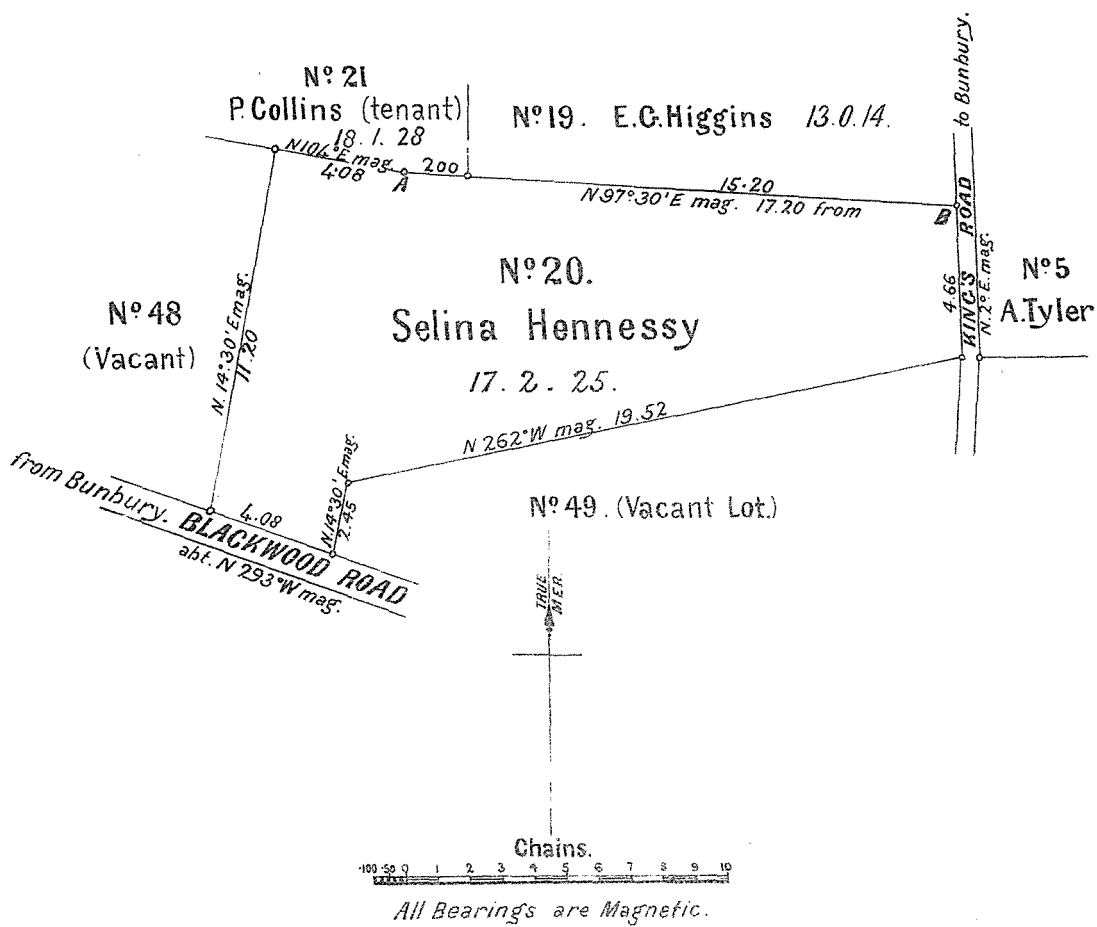 Nº 21
P. Collins (tenant)
18. 1. 28
Nº 19. E. G. Higgins 13.0.14.
to Bunbury.
N104°E mag.
4.08
A
200
15.20
N 97°30' E mag. 17.20 from
B
KING'S ROAD
4.66
N. 2° E. mag.
Nº 5
A. Tyler
Nº 20.
Selina Hennessy
17. 2. 25.
Nº 48
(Vacant)
N. 14°30' E mag.
11.20
N 262°W mag. 19.52
N. 14°30' E mag.
2.45
from Bunbury. BLACKWOOD ROAD
4.08
abt. N 293°W mag.
Nº 49. (Vacant Lot.)
TRUE
MER.
Chains.
·100 ·50 0 1 2 3 4 5 6 7 8 9 10
All Bearings are Magnetic.